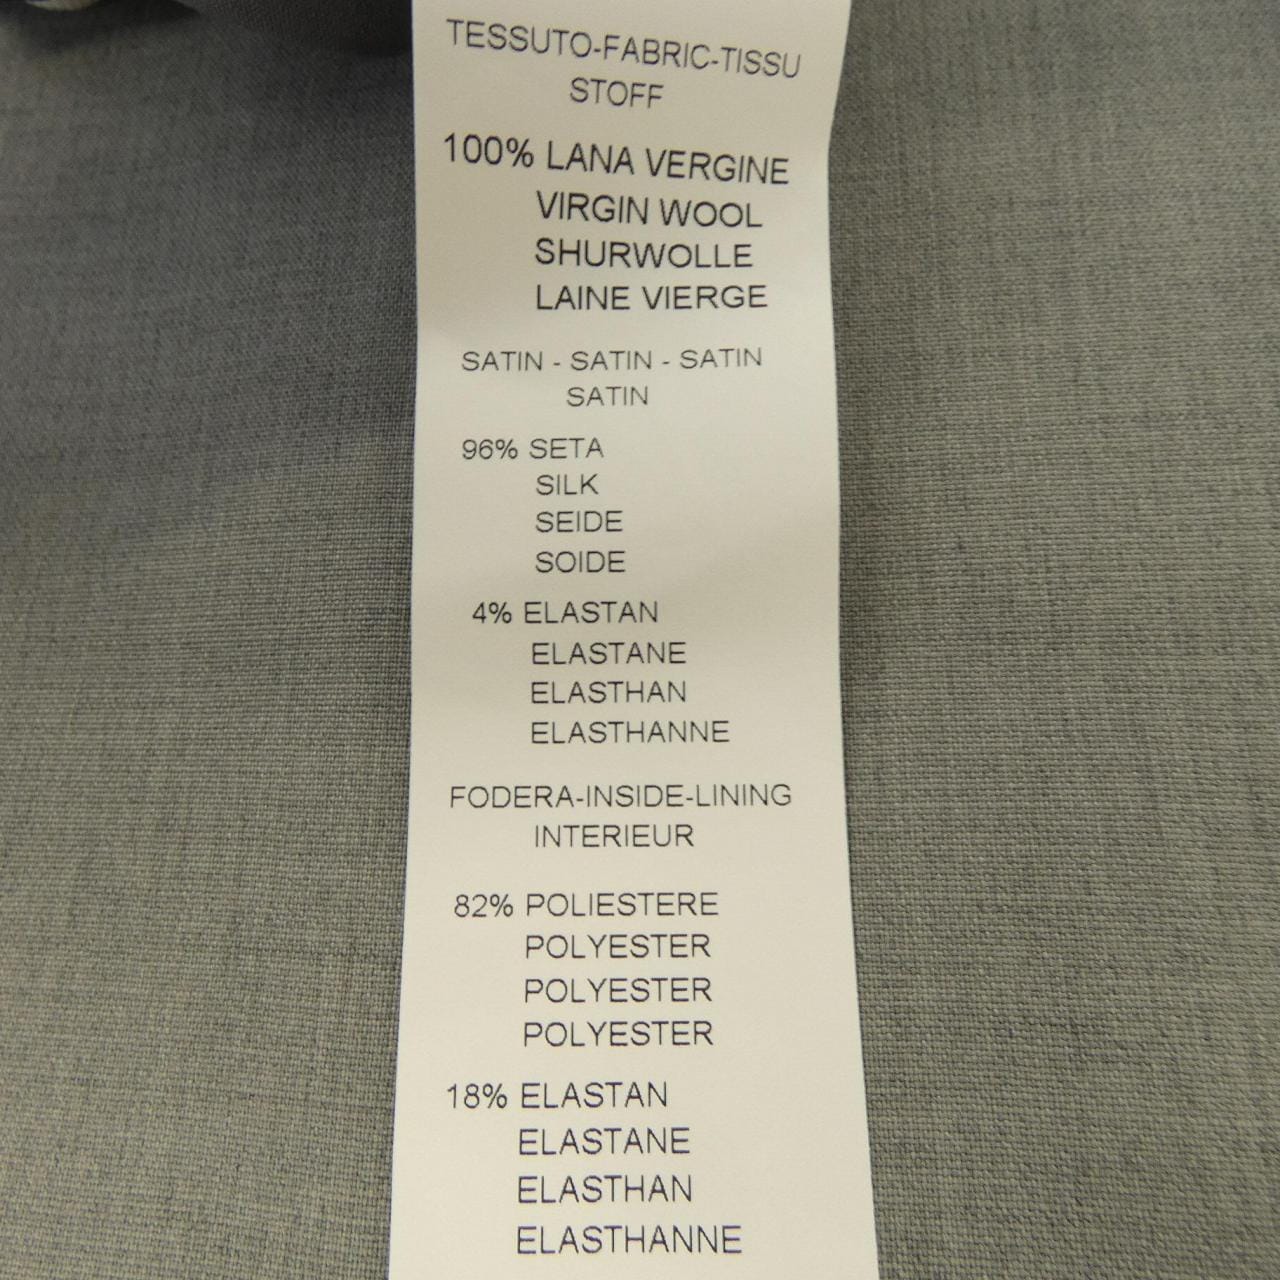 TESSUTO-FABRIC-TISSU
STOFF
100% LANA VERGINE
VIRGIN WOOL
SHURWOLLE
LAINE VIERGE
SATIN - SATIN - SATIN
SATIN
96% SETA
SILK
SEIDE
SOIDE
4% ELASTAN
ELASTANE
ELASTHAN
ELASTHANNE
FODERA-INSIDE-LINING
INTERIEUR
82% POLIESTERE
POLYESTER
POLYESTER
POLYESTER
18% ELASTAN
ELASTANE
ELASTHAN
ELASTHANNE